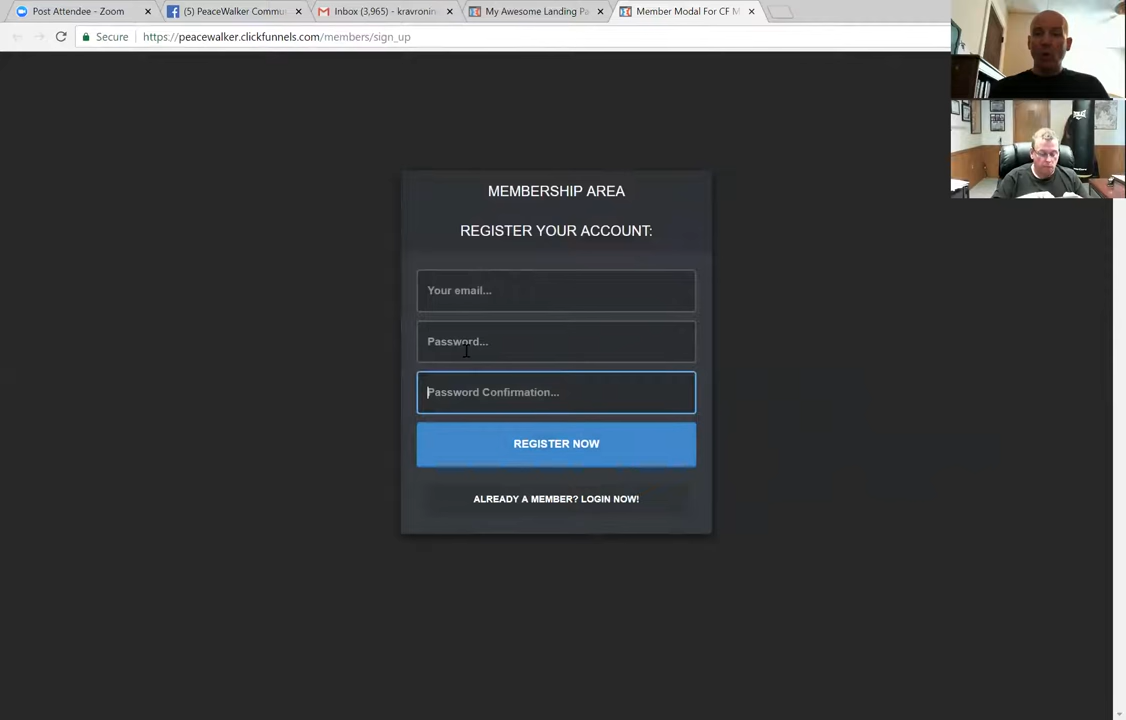 Post Attendee - Zoom
(5) PeaceWalker Commu
Inbox (3,965) - kravronin
My Awesome Landing Pa
Member Modal For CF M
Secure
https://peacewalker.clickfunnels.com/members/sign_up
EVERLAST
MEMBERSHIP AREA
REGISTER YOUR ACCOUNT:
Your email...
Password...
Password Confirmation...
REGISTER NOW
ALREADY A MEMBER? LOGIN NOW!